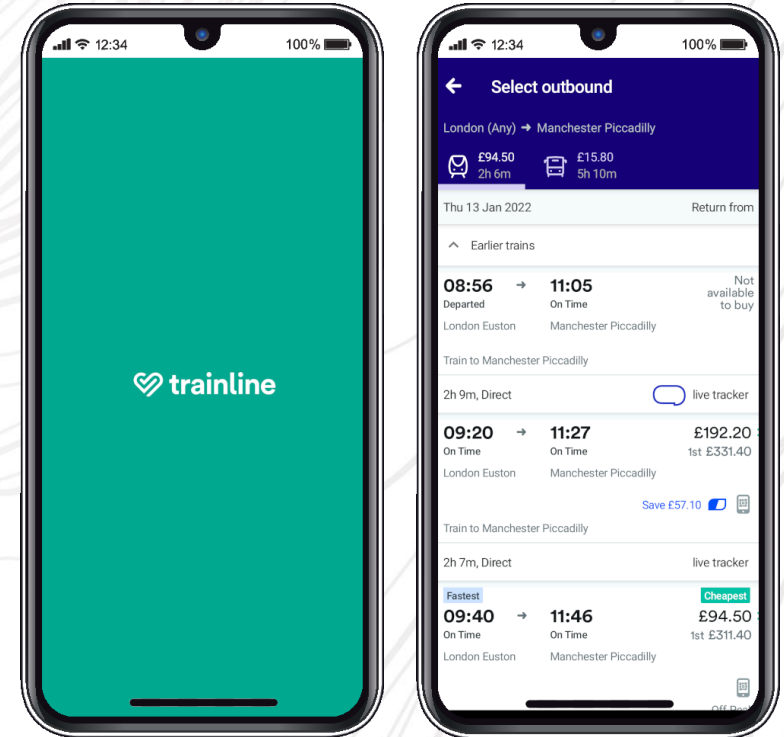 12:34
100%
trainline
12:34
100%
Select outbound
London (Any) → Manchester Piccadilly
£94.50
2h 6m
£15.80
5h 10m
Thu 13 Jan 2022
Return from
Earlier trains
08:56 → 11:05
Not available to buy
Departed
On Time
London Euston
Manchester Piccadilly
Train to Manchester Piccadilly
2h 9m, Direct
live tracker
09:20 → 11:27
£192.20
On Time
On Time
1st £331.40
London Euston
Manchester Piccadilly
Save £57.10
Train to Manchester Piccadilly
2h 7m, Direct
live tracker
Fastest
Cheapest
09:40 → 11:46
£94.50
On Time
On Time
1st £311.40
London Euston
Manchester Piccadilly